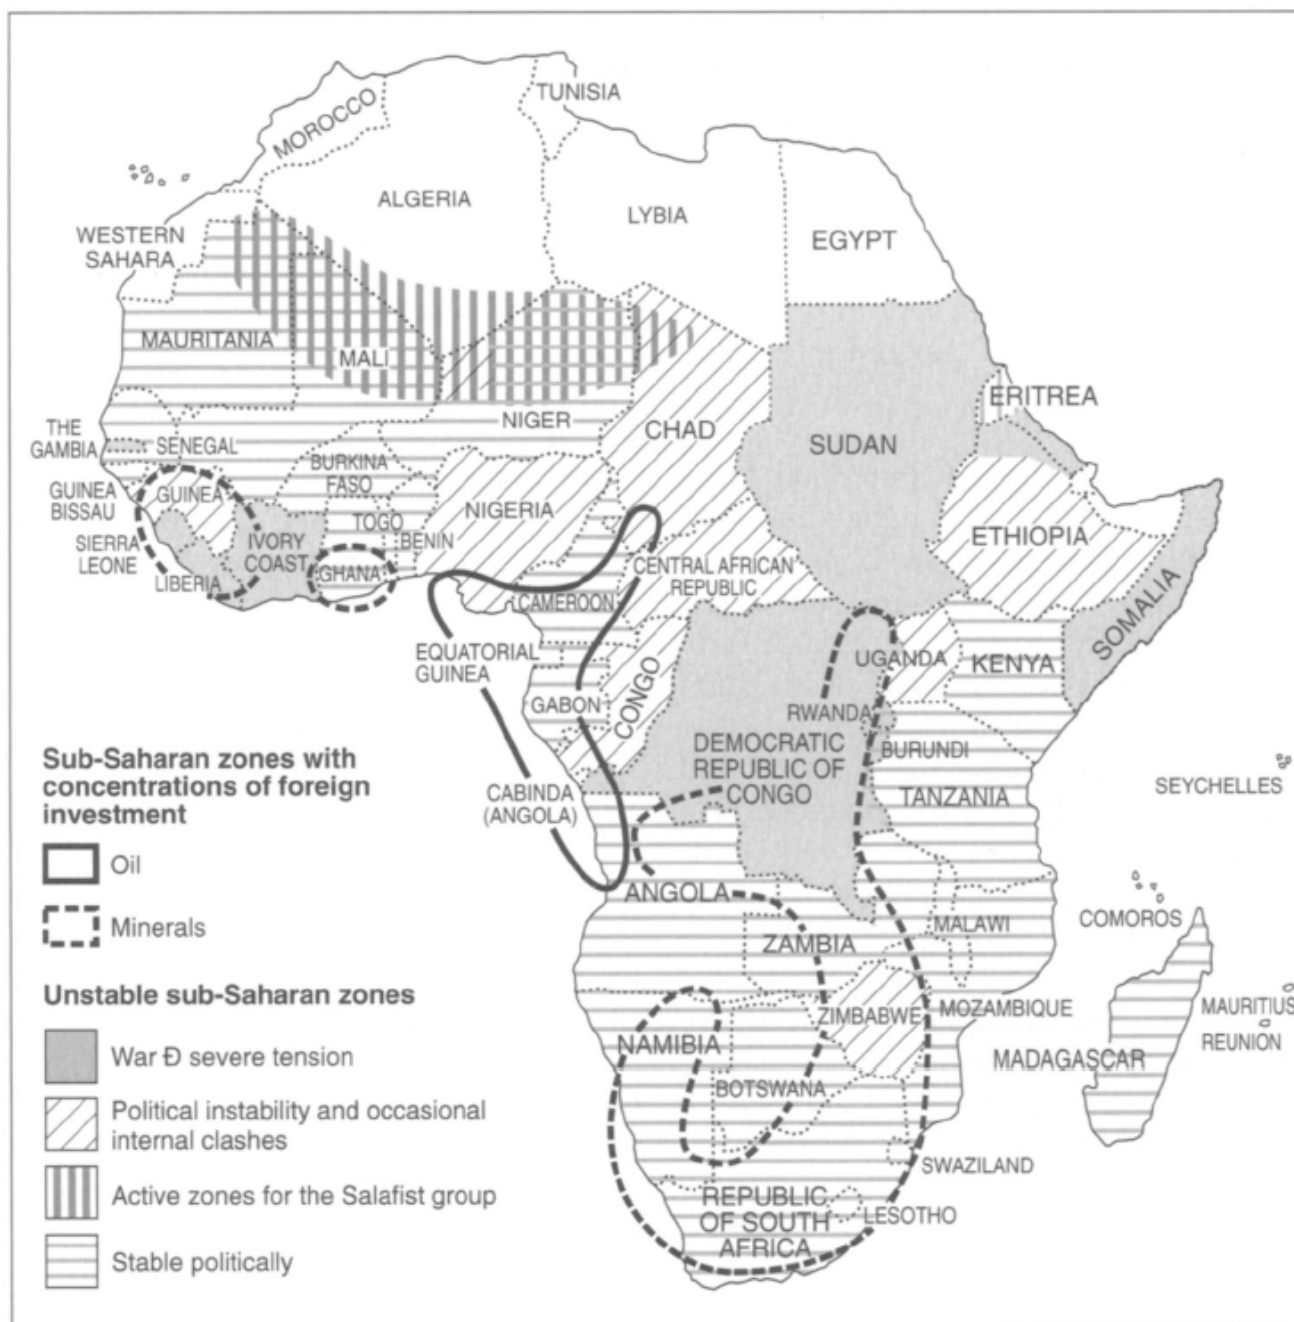 TUNISIA
MOROCCO
ALGERIA
LYBIA
EGYPT
WESTERN
SAHARA
MAURITANIA
MALI
NIGER
CHAD
SUDAN
ERITREA
THE
GAMBIA
SENEGAL
BURKINA
FASO
GUINEA
BISSAU
GUINEA
NIGERIA
ETHIOPIA
SIERRA
LEONE
LIBERIA
IVORY
COAST
TOGO
BENIN
GHANA
CENTRAL AFRICAN
REPUBLIC
CAMEROON
SOMALIA
EQUATORIAL
GUINEA
UGANDA
KENYA
GABON
CONGO
RWANDA
DEMOCRATIC
REPUBLIC OF
CONGO
BURUNDI
TANZANIA
SEYCHELLES
CABINDA
(ANGOLA)
ANGOLA
ZAMBIA
MALAWI
COMOROS
NAMIBIA
ZIMBABWE
MOZAMBIQUE
MADAGASCAR
MAURITIUS
REUNION
BOTSWANA
SWAZILAND
REPUBLIC
OF SOUTH
AFRICA
LESOTHO
Sub-Saharan zones with
concentrations of foreign
investment
Oil
Minerals
Unstable sub-Saharan zones
War Đ severe tension
Political instability and occasional
internal clashes
Active zones for the Salafist group
Stable politically